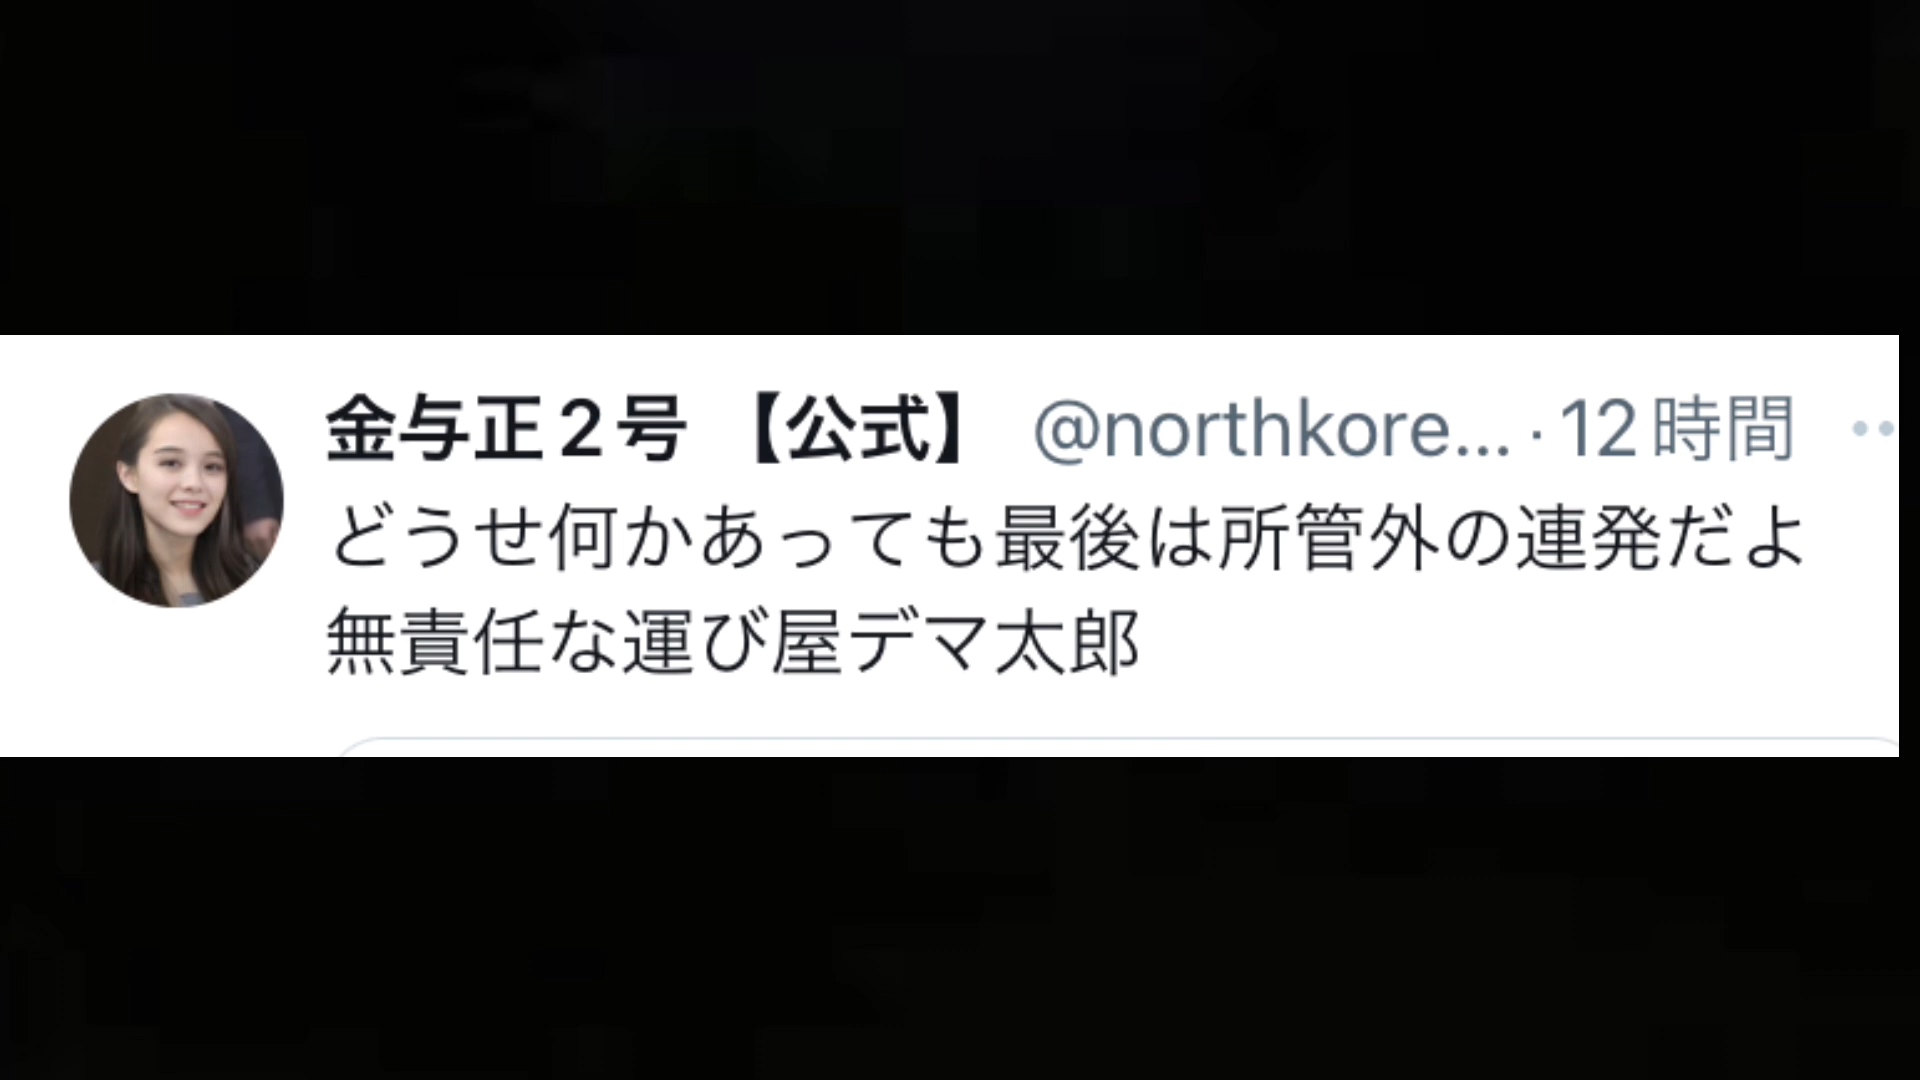 金与正2号 【公式】 @northkore... · 12時間
どうせ何かあっても最後は所管外の連発だよ
無責任な運び屋デマ太郎